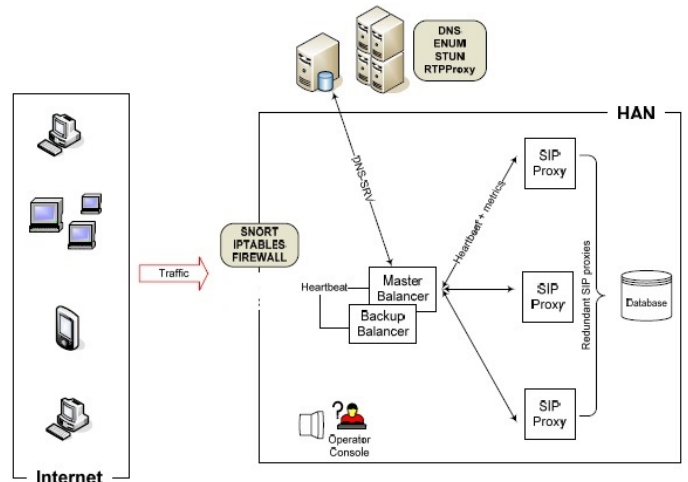 DNS
ENUM
STUN
RTPProxy
HAN
SIP
Proxy
DNS-SRV
Heartbeat + metrics
SNORT
IPTABLES
FIREWALL
Traffic
Heartbeat
Master
Balancer
Backup
Balancer
SIP
Proxy
Redundant SIP proxies
Database
SIP
Proxy
?
Operator
Console
Internet